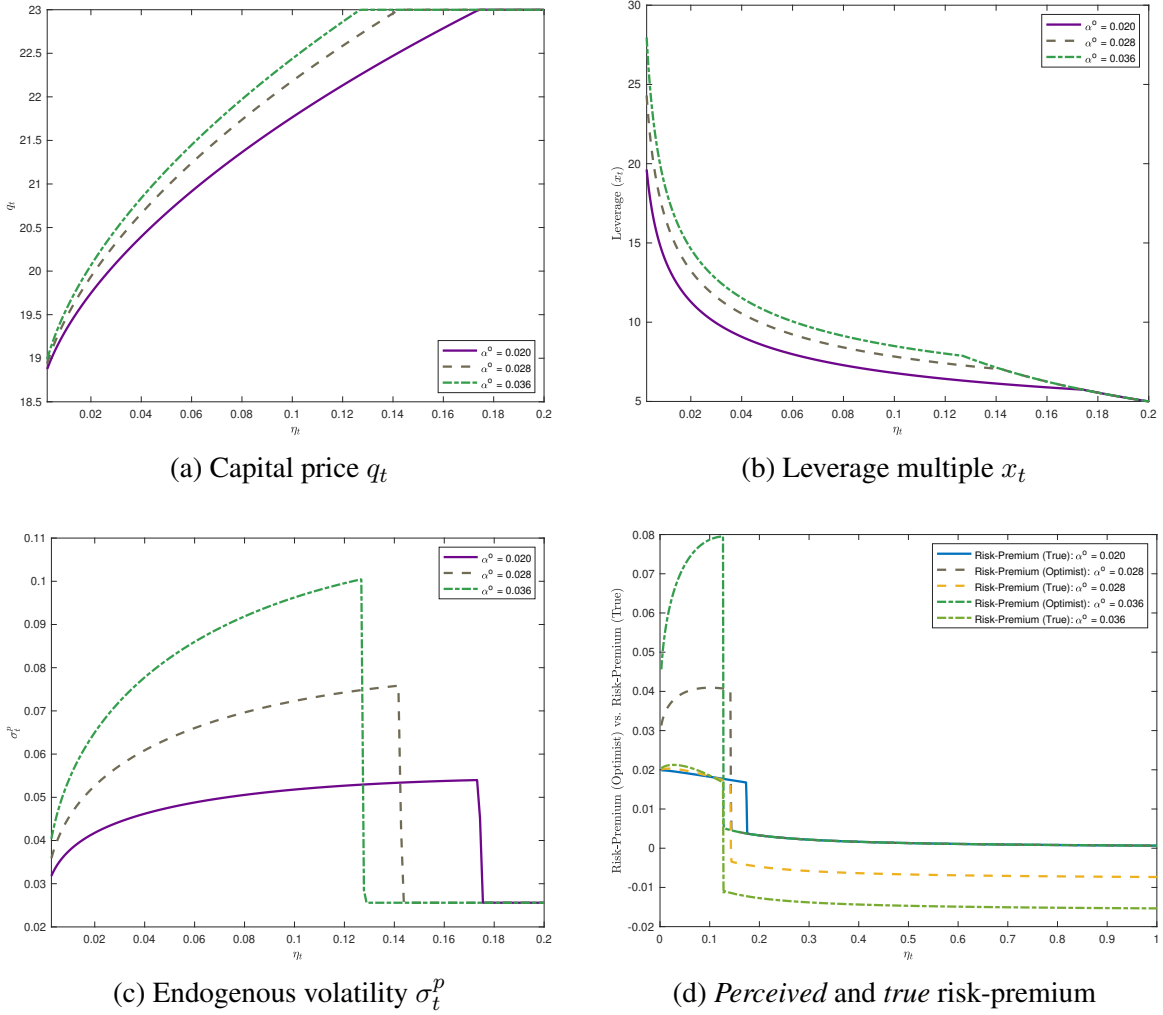 23
22.5
22
21.5
21
20.5
20
19.5
19
18.5
q_t
0.02 0.04 0.06 0.08 0.1 0.12 0.14 0.16 0.18 0.2
η_t
α^o = 0.020
α^o = 0.028
α^o = 0.036
(a) Capital price q_t
30
25
20
15
10
5
Leverage (x_t)
0.02 0.04 0.06 0.08 0.1 0.12 0.14 0.16 0.18 0.2
η_t
α^o = 0.020
α^o = 0.028
α^o = 0.036
(b) Leverage multiple x_t
0.11
0.1
0.09
0.08
0.07
0.06
0.05
0.04
0.03
0.02
σ_t^p
0.02 0.04 0.06 0.08 0.1 0.12 0.14 0.16 0.18 0.2
η_t
α^o = 0.020
α^o = 0.028
α^o = 0.036
(c) Endogenous volatility σ_t^p
0.08
0.07
0.06
0.05
0.04
0.03
0.02
0.01
0
-0.01
-0.02
Risk-Premium (Optimist) vs. Risk-Premium (True)
0 0.1 0.2 0.3 0.4 0.5 0.6 0.7 0.8 0.9 1
η_t
Risk-Premium (True): α^o = 0.020
Risk-Premium (Optimist): α^o = 0.028
Risk-Premium (True): α^o = 0.028
Risk-Premium (Optimist): α^o = 0.036
Risk-Premium (True): α^o = 0.036
(d) Perceived and true risk-premium